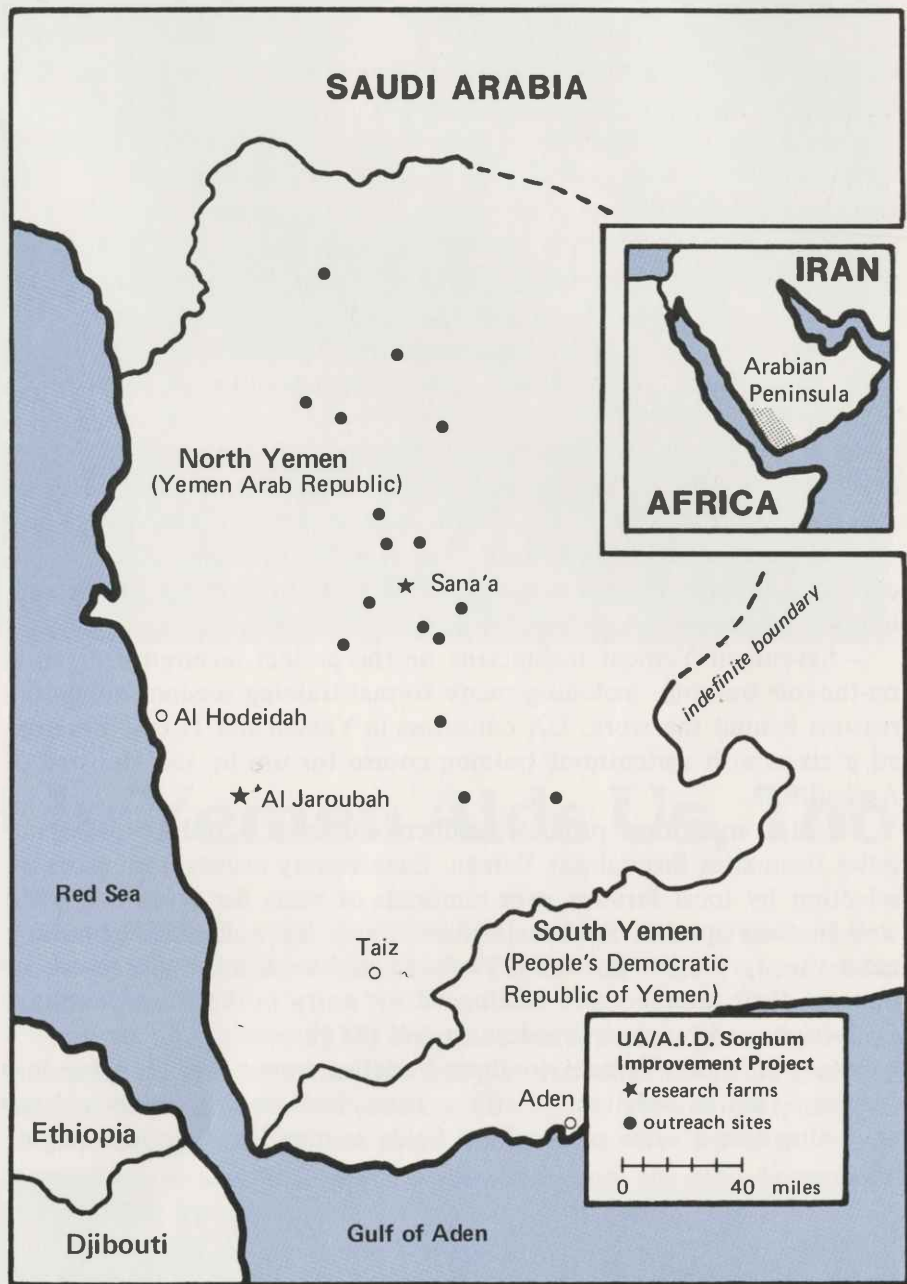 SAUDI ARABIA
IRAN
Arabian
Peninsula
AFRICA
North Yemen
(Yemen Arab Republic)
Sana'a
indefinite boundary
Al Hodeidah
Al Jaroubah
Red Sea
Taiz
South Yemen
(People's Democratic
Republic of Yemen)
Aden
UA/A.I.D. Sorghum
Improvement Project
research farms
outreach sites
0 40 miles
Ethiopia
Djibouti
Gulf of Aden